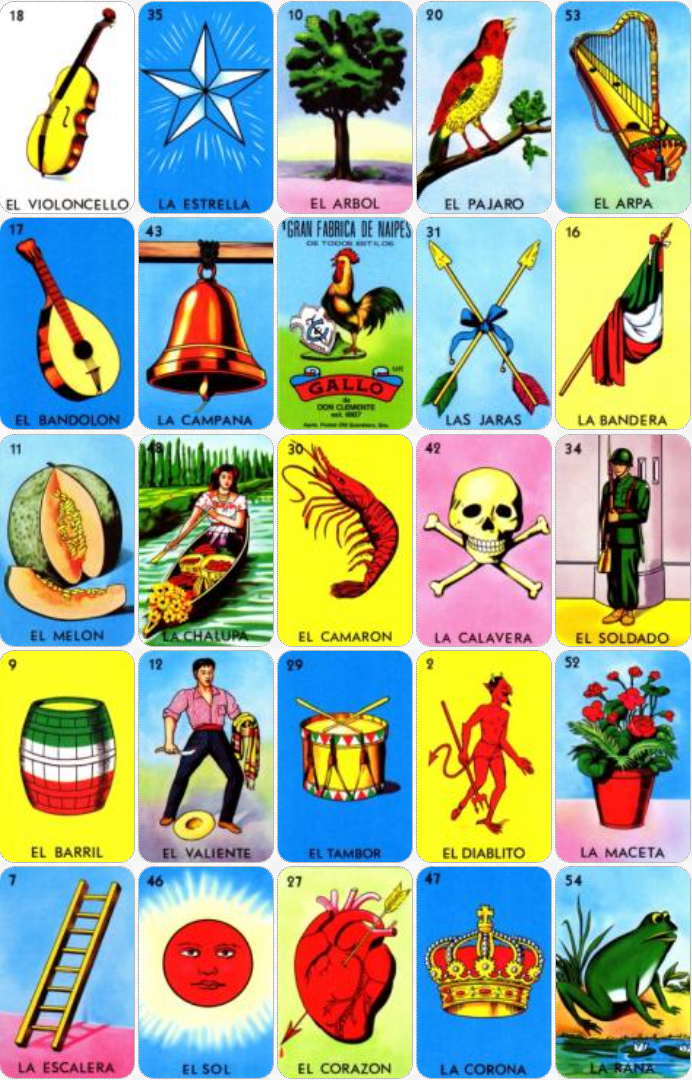 18
EL VIOLONCELLO
35
LA ESTRELLA
10
EL ARBOL
20
EL PAJARO
53
EL ARPA
17
EL BANDOLON
43
LA CAMPANA
GRAN FABRICA DE NAIPES
DE TODOS ESTILOS
GALLO
de
DON CLEMENTE
est. 1887
31
LAS JARAS
16
LA BANDERA
11
EL MELON
48
LA CHALUPA
30
EL CAMARON
42
LA CALAVERA
34
EL SOLDADO
9
EL BARRIL
12
EL VALIENTE
29
EL TAMBOR
2
EL DIABLITO
52
LA MACETA
7
LA ESCALERA
46
EL SOL
27
EL CORAZON
47
LA CORONA
54
LA RANA